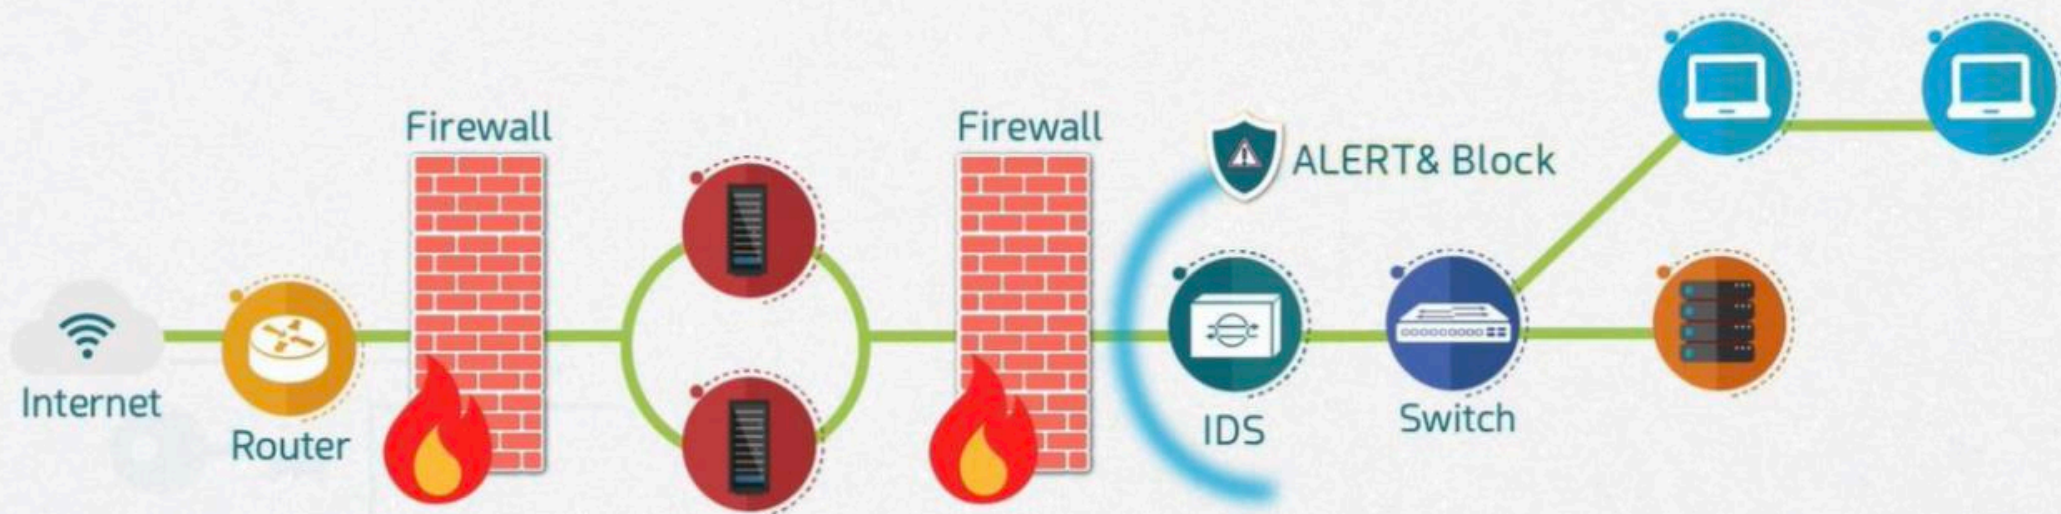 Firewall
Firewall
ALERT& Block
Internet
Router
IDS
Switch